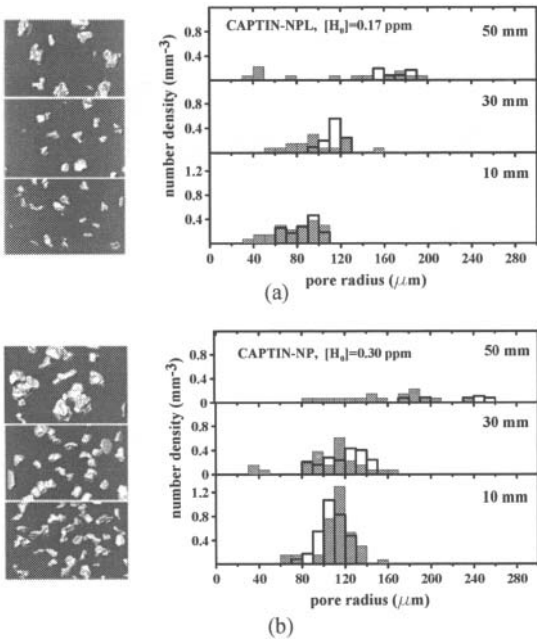 CAPTIN-NPL, [H₀]=0.17 ppm
50 mm
0.8
0.4
30 mm
0.8
0.4
10 mm
1.2
0.8
0.4
number density (mm⁻³)
0 40 80 120 160 200 240 280
pore radius (μm)
(a)
CAPTIN-NP, [H₀]=0.30 ppm
50 mm
0.8
0.4
0
30 mm
0.8
0.4
0
10 mm
1.2
0.8
0.4
number density (mm⁻³)
0 40 80 120 160 200 240 280
pore radius (μm)
(b)